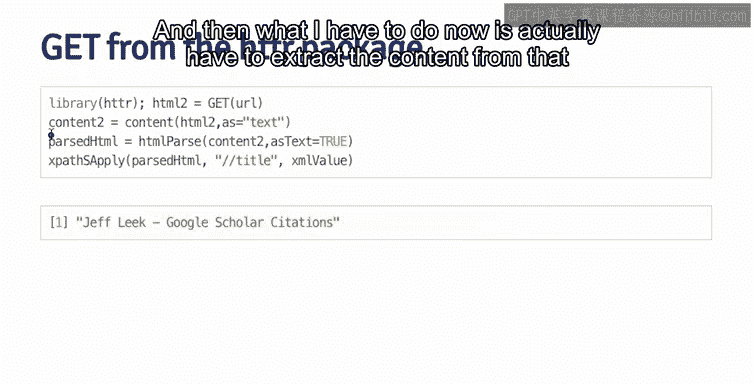 And then what I have to do now is actually
have to extract the content from that
GET from the httr package
library(httr); html2 = GET(url)
content2 = content(html2,as="text")
parsedHtml = htmlParse(content2,asText=TRUE)
xpathSApply(parsedHtml, "//title", xmlValue)
[1] "Jeff Leek - Google Scholar Citations"